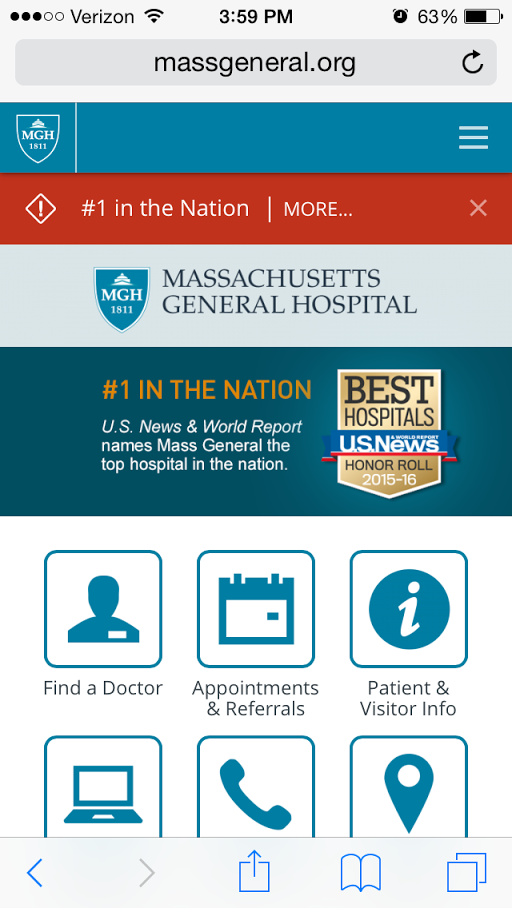 Verizon 3:59 PM 63%
massgeneral.org
MGH
1811
#1 in the Nation | MORE...
MGH
1811
MASSACHUSETTS
GENERAL HOSPITAL
#1 IN THE NATION
U.S. News & World Report
names Mass General the
top hospital in the nation.
BEST
HOSPITALS
U.S.News & WORLD REPORT
HONOR ROLL
2015-16
Find a Doctor
Appointments
& Referrals
Patient &
Visitor Info